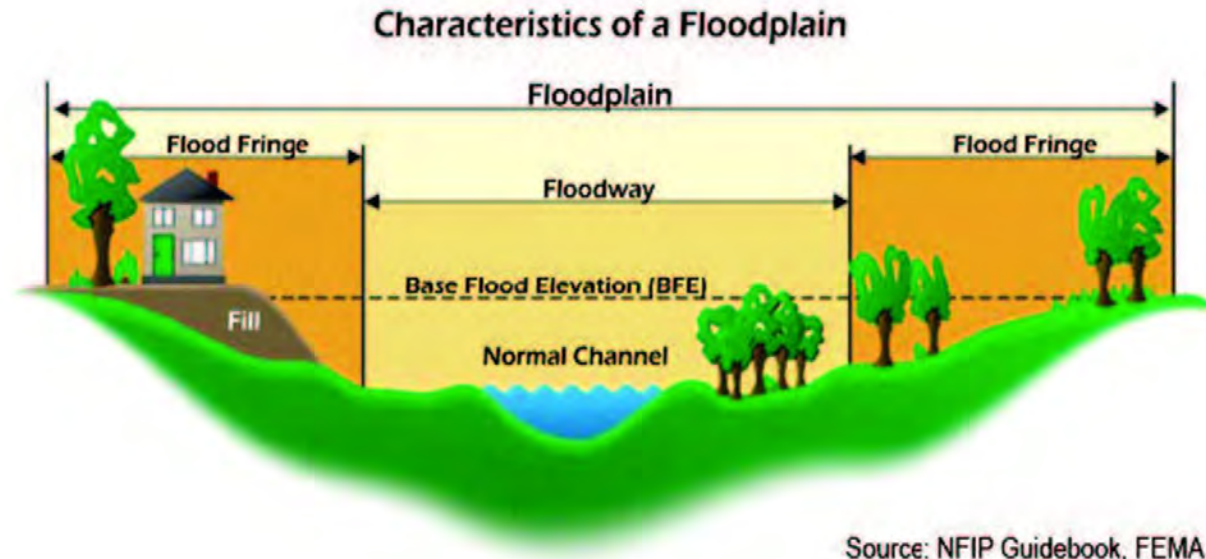 Characteristics of a Floodplain
Floodplain
Flood Fringe
Flood Fringe
Floodway
Base Flood Elevation (BFE)
Fill
Normal Channel
Source: NFIP Guidebook, FEMA